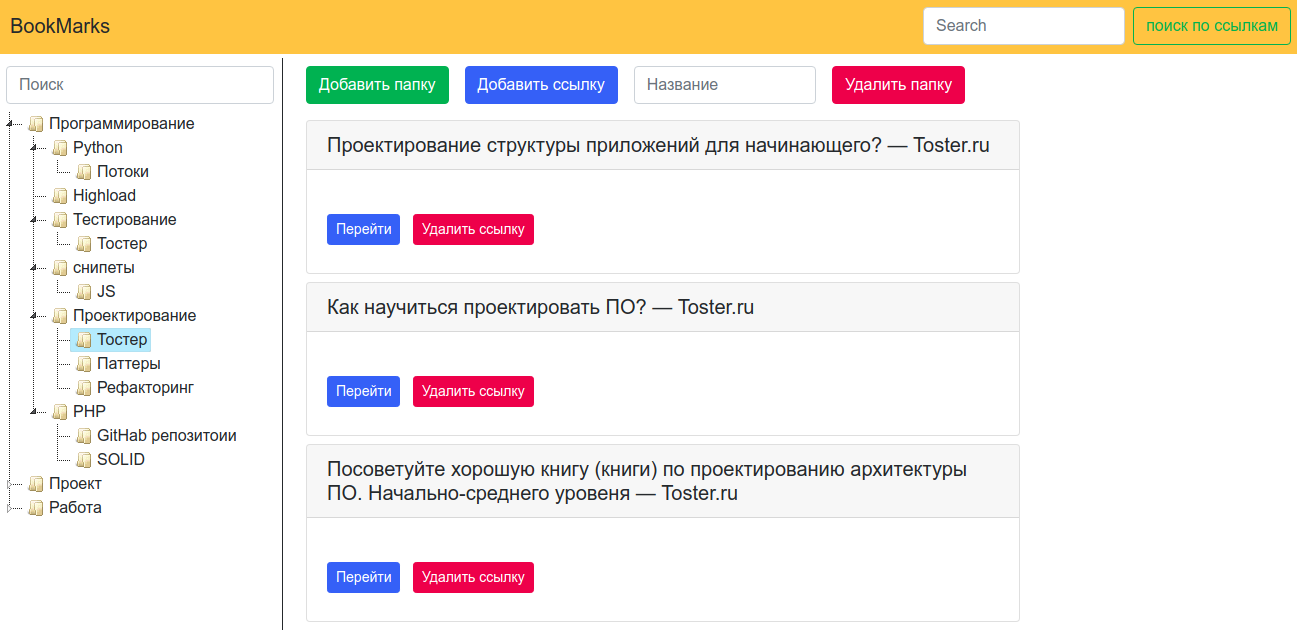 BookMarks
Search
поиск по ссылкам
Поиск
Добавить папку
Добавить ссылку
Название
Удалить папку
Программирование
Python
Потоки
Highload
Тестирование
Тостер
снипеты
JS
Проектирование
Тостер
Паттеры
Рефакторинг
PHP
GitHab репозитоии
SOLID
Проект
Работа
Проектирование структуры приложений для начинающего? — Toster.ru
Перейти
Удалить ссылку
Как научиться проектировать ПО? — Toster.ru
Перейти
Удалить ссылку
Посоветуйте хорошую книгу (книги) по проектированию архитектуры
ПО. Начально-среднего уровеня — Toster.ru
Перейти
Удалить ссылку